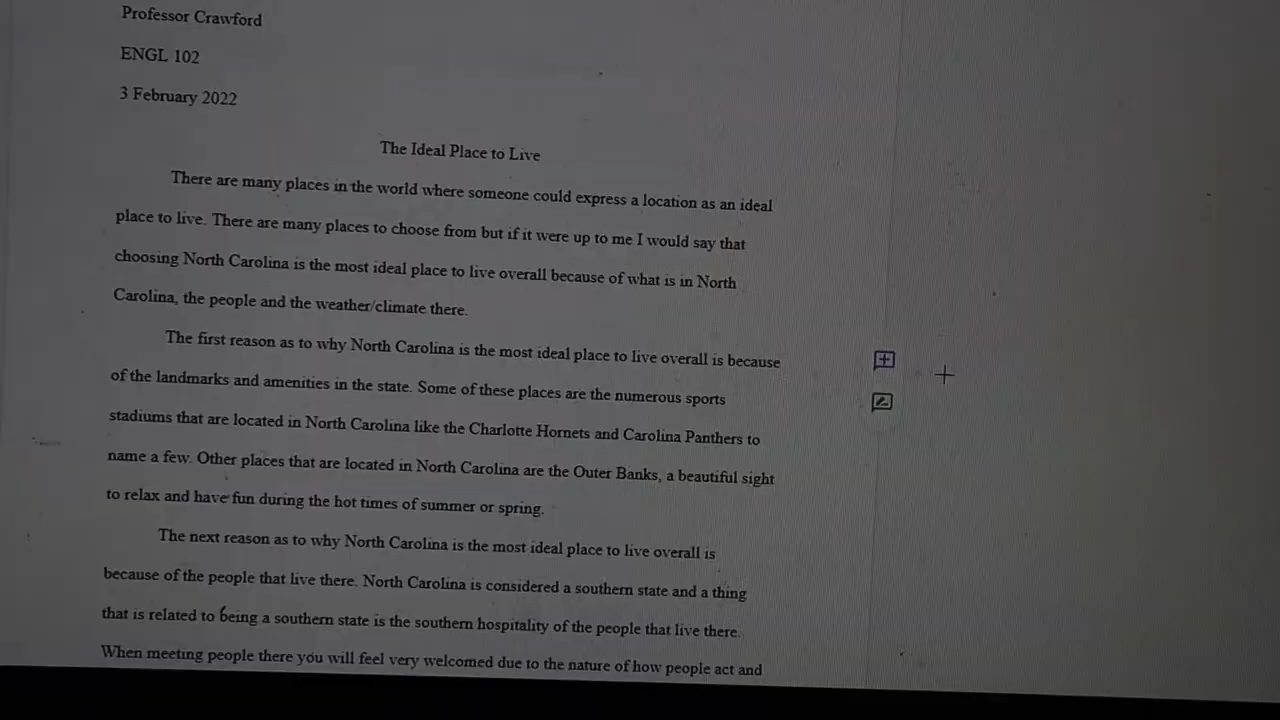 Professor Crawford
ENGL 102
3 February 2022
The Ideal Place to Live
There are many places in the world where someone could express a location as an ideal
place to live. There are many places to choose from but if it were up to me I would say that
choosing North Carolina is the most ideal place to live overall because of what is in North
Carolina, the people and the weather/climate there.
The first reason as to why North Carolina is the most ideal place to live overall is because
of the landmarks and amenities in the state. Some of these places are the numerous sports
stadiums that are located in North Carolina like the Charlotte Hornets and Carolina Panthers to
name a few. Other places that are located in North Carolina are the Outer Banks, a beautiful sight
to relax and have fun during the hot times of summer or spring.
The next reason as to why North Carolina is the most ideal place to live overall is
because of the people that live there. North Carolina is considered a southern state and a thing
that is related to being a southern state is the southern hospitality of the people that live there.
When meeting people there you will feel very welcomed due to the nature of how people act and